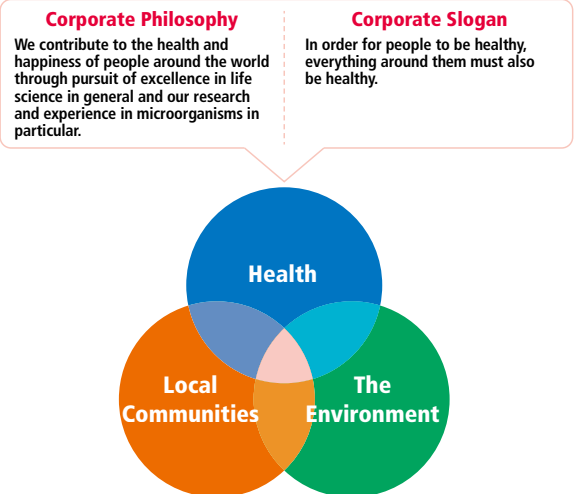 Corporate Philosophy
We contribute to the health and
happiness of people around the world
through pursuit of excellence in life
science in general and our research
and experience in microorganisms in
particular.
Corporate Slogan
In order for people to be healthy,
everything around them must also
be healthy.
Health
Local
Communities
The
Environment